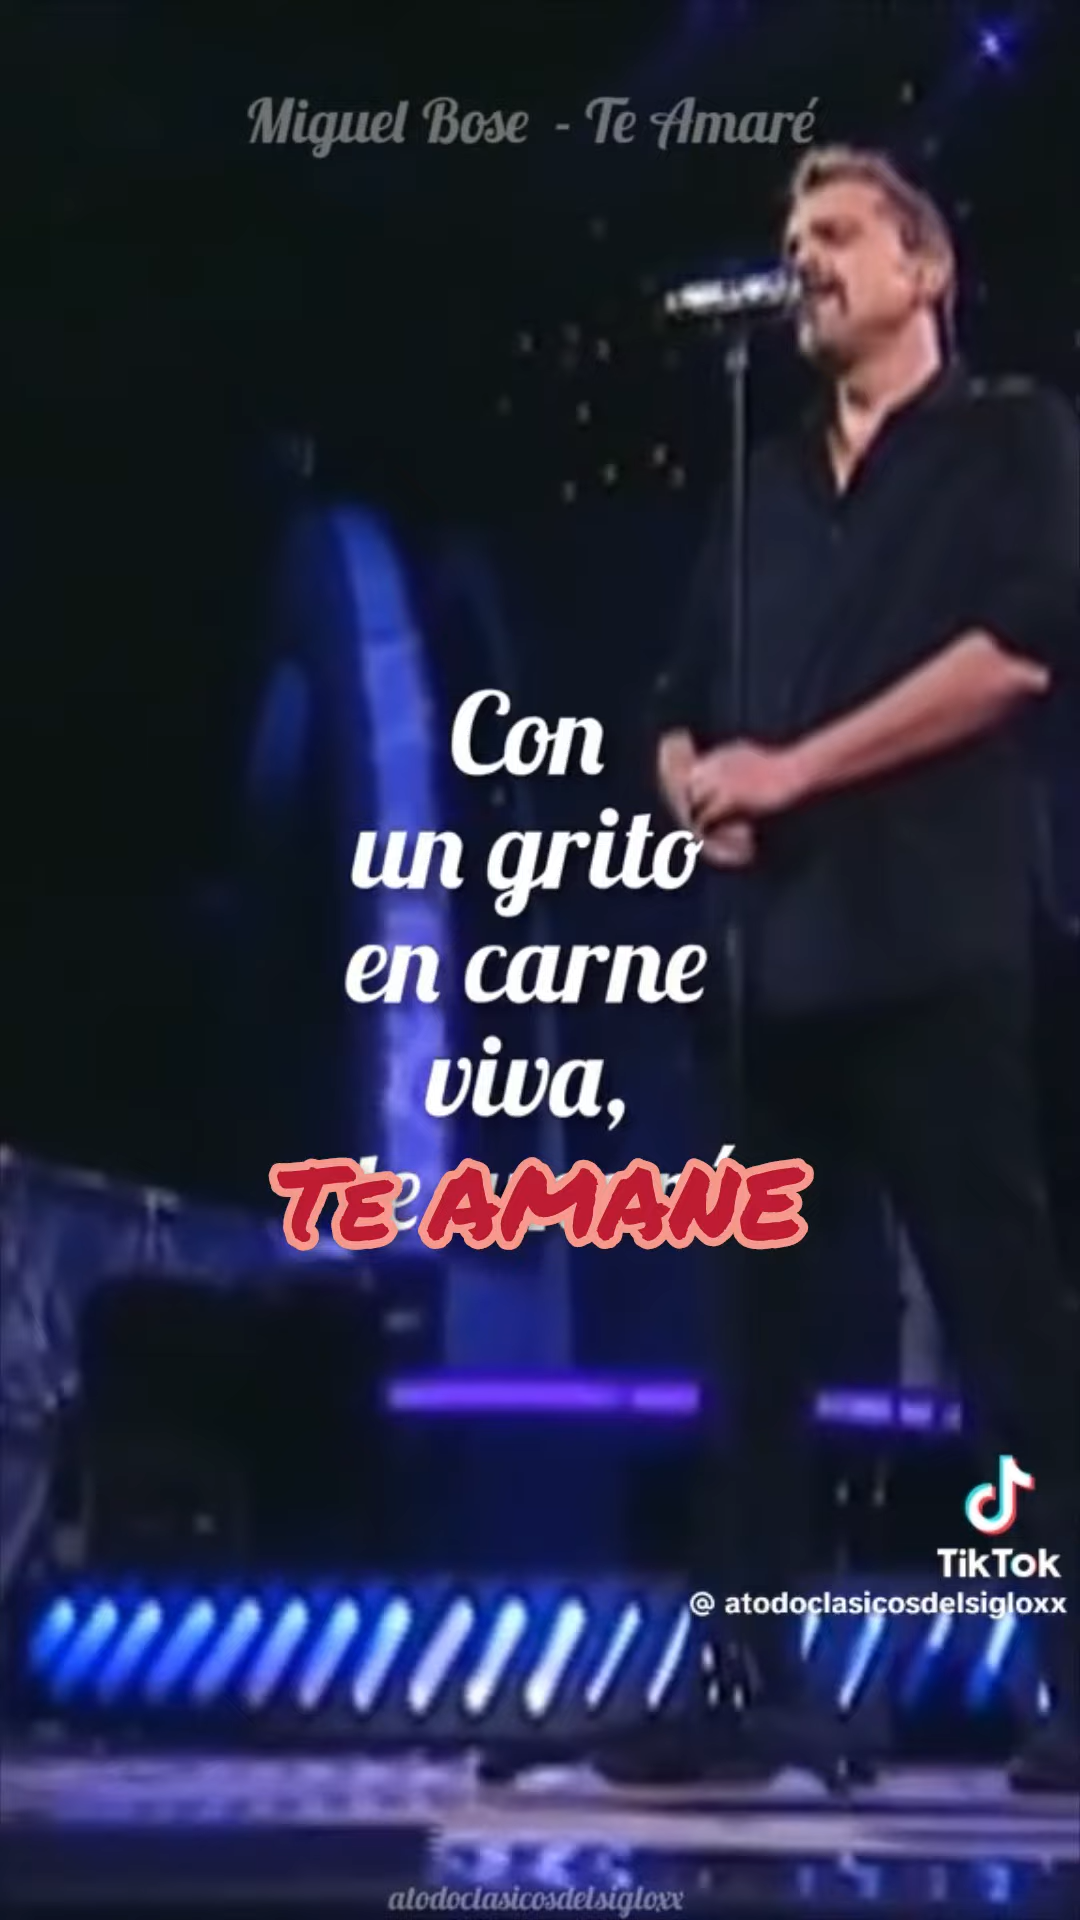 Miguel Bose - Te Amaré
Con
un grito
en carne
viva,
Te AMANE
TikTok
@ atodoclasicosdelsigloxx
atodoclasicosdelsigloxx